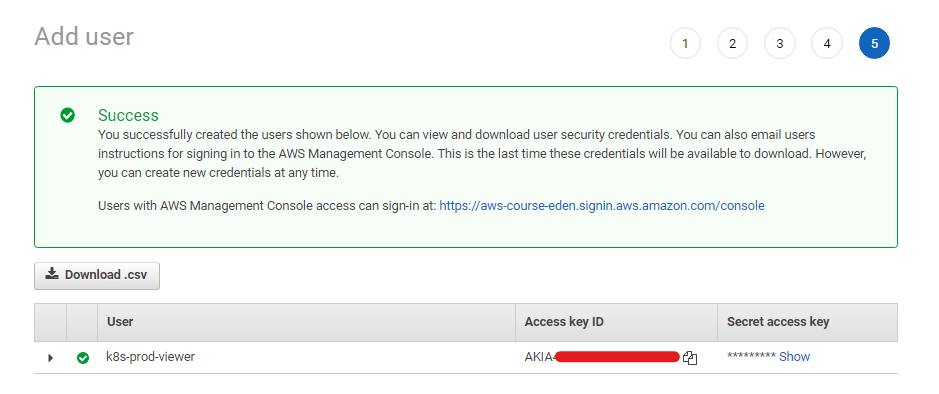 Add user
1 2 3 4 5
Success
You successfully created the users shown below. You can view and download user security credentials. You can also email users
instructions for signing in to the AWS Management Console. This is the last time these credentials will be available to download. However,
you can create new credentials at any time.
Users with AWS Management Console access can sign-in at: https://aws-course-eden.signin.aws.amazon.com/console
Download .csv
User Access key ID Secret access key
k8s-prod-viewer AKIA ********* Show